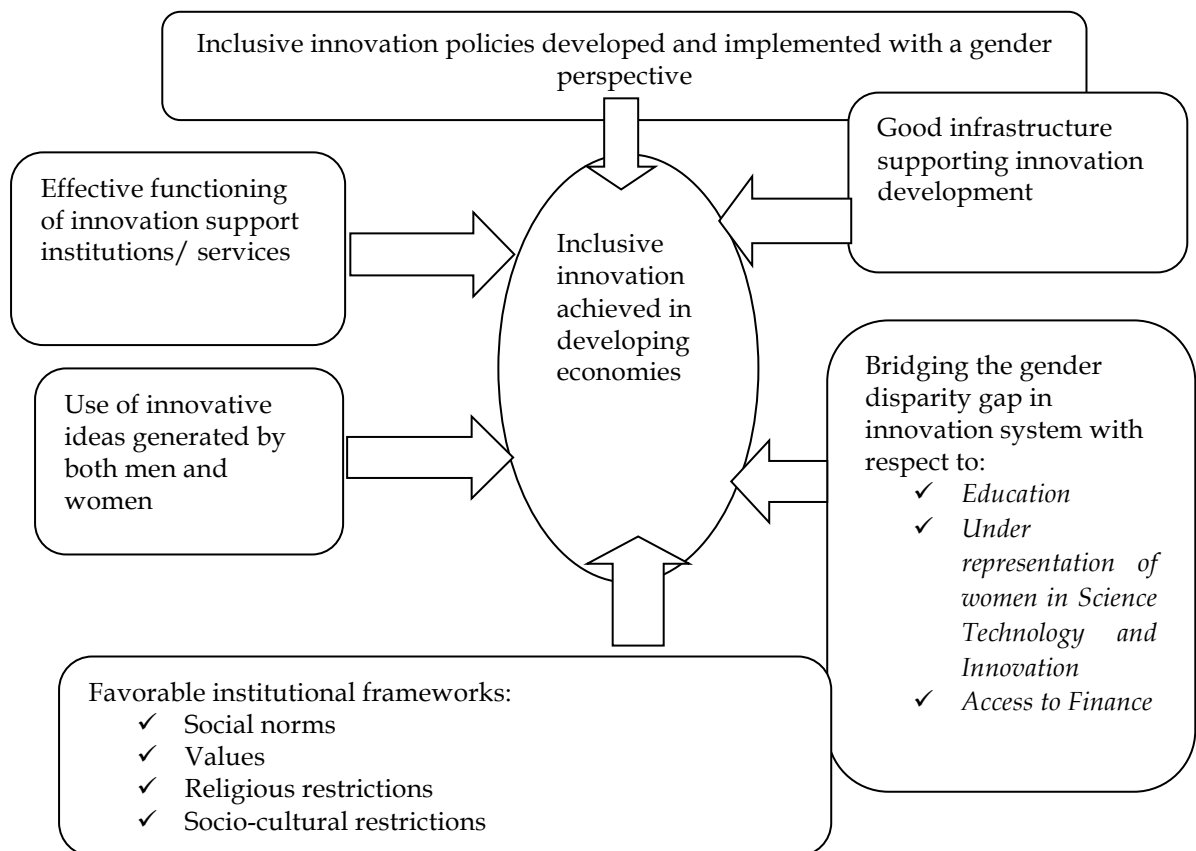 Inclusive innovation policies developed and implemented with a gender
perspective
Good infrastructure
supporting innovation
development
Effective functioning
of innovation support
institutions/ services
Inclusive
innovation
achieved in
developing
economies
Use of innovative
ideas generated by
both men and
women
Bridging the gender
disparity gap in
innovation system with
respect to:
✓ Education
✓ Under
representation of
women in Science
Technology and
Innovation
✓ Access to Finance
Favorable institutional frameworks:
✓ Social norms
✓ Values
✓ Religious restrictions
✓ Socio-cultural restrictions